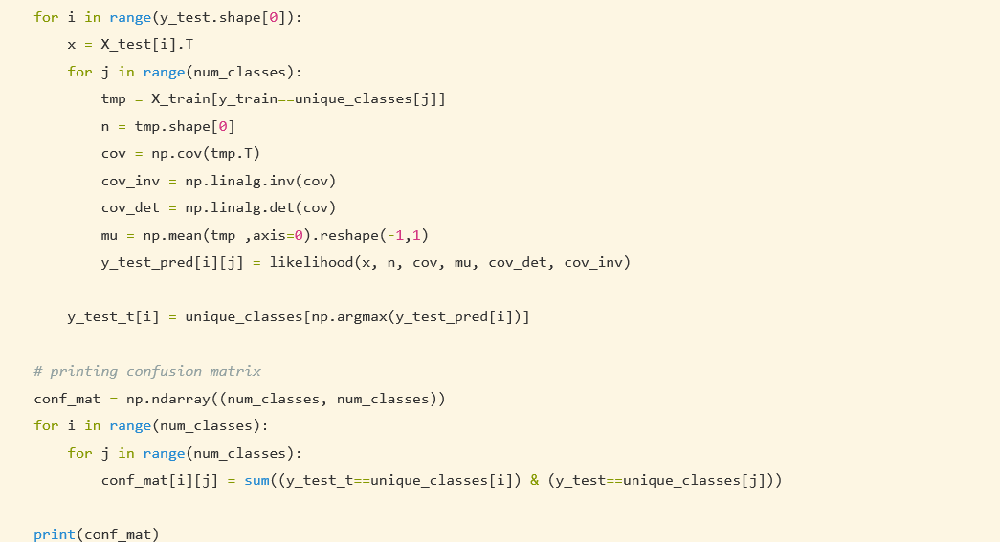 for i in range(y_test.shape[0]):
    x = X_test[i].T
    for j in range(num_classes):
        tmp = X_train[y_train==unique_classes[j]]
        n = tmp.shape[0]
        cov = np.cov(tmp.T)
        cov_inv = np.linalg.inv(cov)
        cov_det = np.linalg.det(cov)
        mu = np.mean(tmp ,axis=0).reshape(-1,1)
        y_test_pred[i][j] = likelihood(x, n, cov, mu, cov_det, cov_inv)
    y_test_t[i] = unique_classes[np.argmax(y_test_pred[i])]
# printing confusion matrix
conf_mat = np.ndarray((num_classes, num_classes))
for i in range(num_classes):
    for j in range(num_classes):
        conf_mat[i][j] = sum((y_test_t==unique_classes[i]) & (y_test==unique_classes[j]))
print(conf_mat)